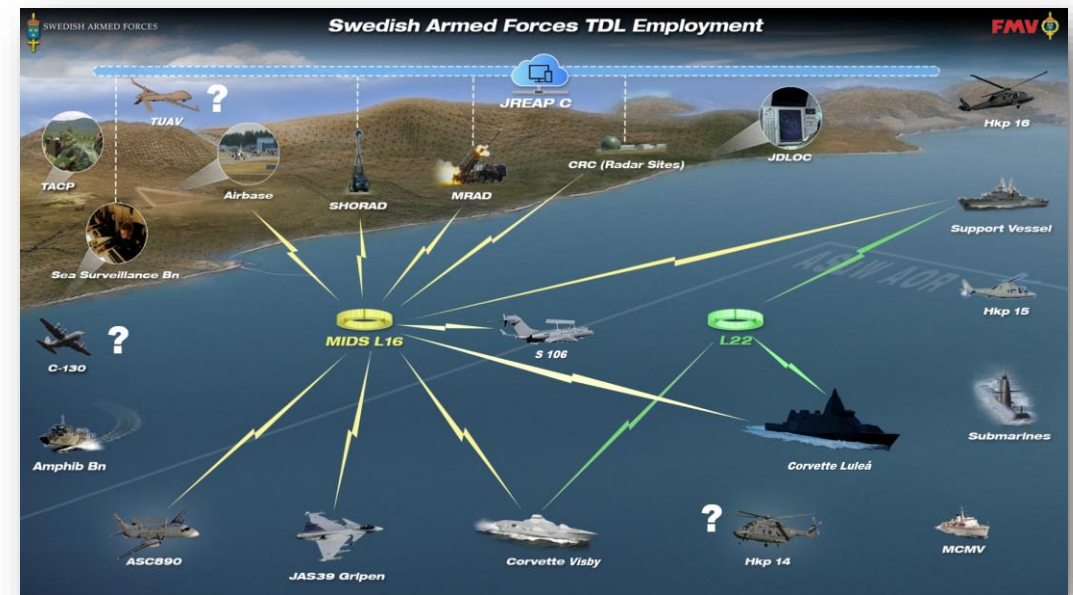 SWEDISH ARMED FORCES
Swedish Armed Forces TDL Employment
FMV
JREAP C
TUAV
?
Hkp 16
TACP
Airbase
SHORAD
MRAD
CRC (Radar Sites)
JDLOC
Support Vessel
Sea Surveillance Bn
ASUW AOR
Hkp 15
MIDS L16
S 106
L22
C-130
?
Submarines
Amphib Bn
Corvette Luleå
ASC890
JAS39 Gripen
Corvette Visby
?
Hkp 14
MCMV